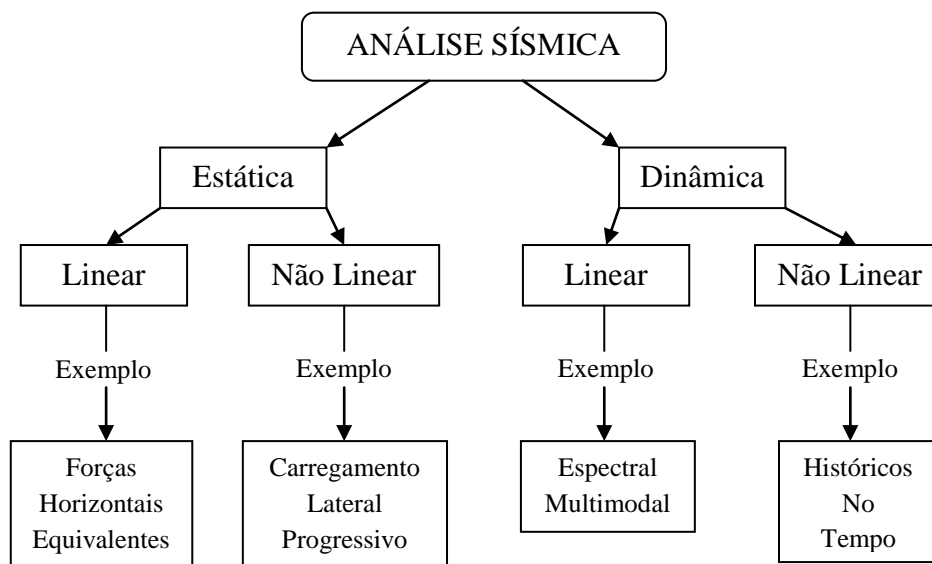 ANÁLISE SÍSMICA
Estática
Dinâmica
Linear
Não Linear
Linear
Não Linear
Exemplo
Exemplo
Exemplo
Exemplo
Forças
Horizontais
Equivalentes
Carregamento
Lateral
Progressivo
Espectral
Multimodal
Históricos
No
Tempo